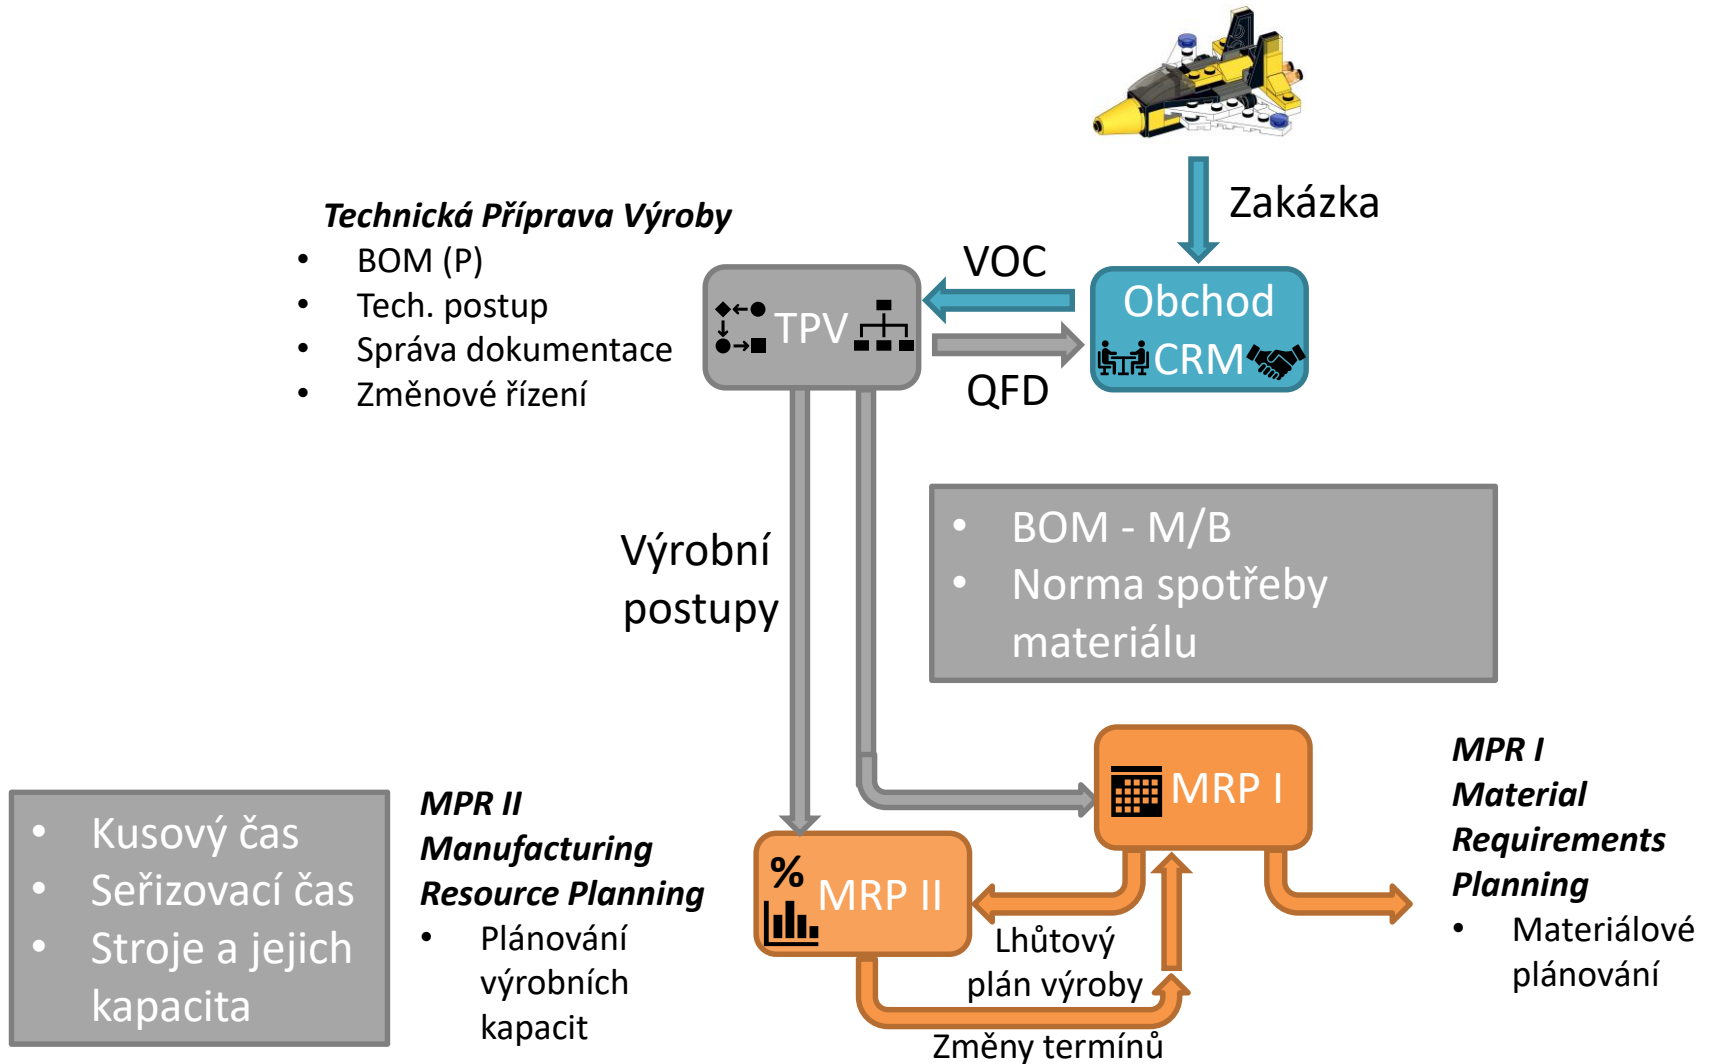 Zakázka
Technická Příprava Výroby
• BOM (P)
• Tech. postup
• Správa dokumentace
• Změnové řízení
VOC
TPV
QFD
Obchod
CRM
Výrobní
postupy
• BOM - M/B
• Norma spotřeby
materiálu
MRP I
MPR I
Material
Requirements
Planning
• Materiálové
plánování
• Kusový čas
• Seřizovací čas
• Stroje a jejich
kapacita
MPR II
Manufacturing
Resource Planning
• Plánování
výrobních
kapacit
%
MRP II
Lhůtový
plán výroby
Změny termínů